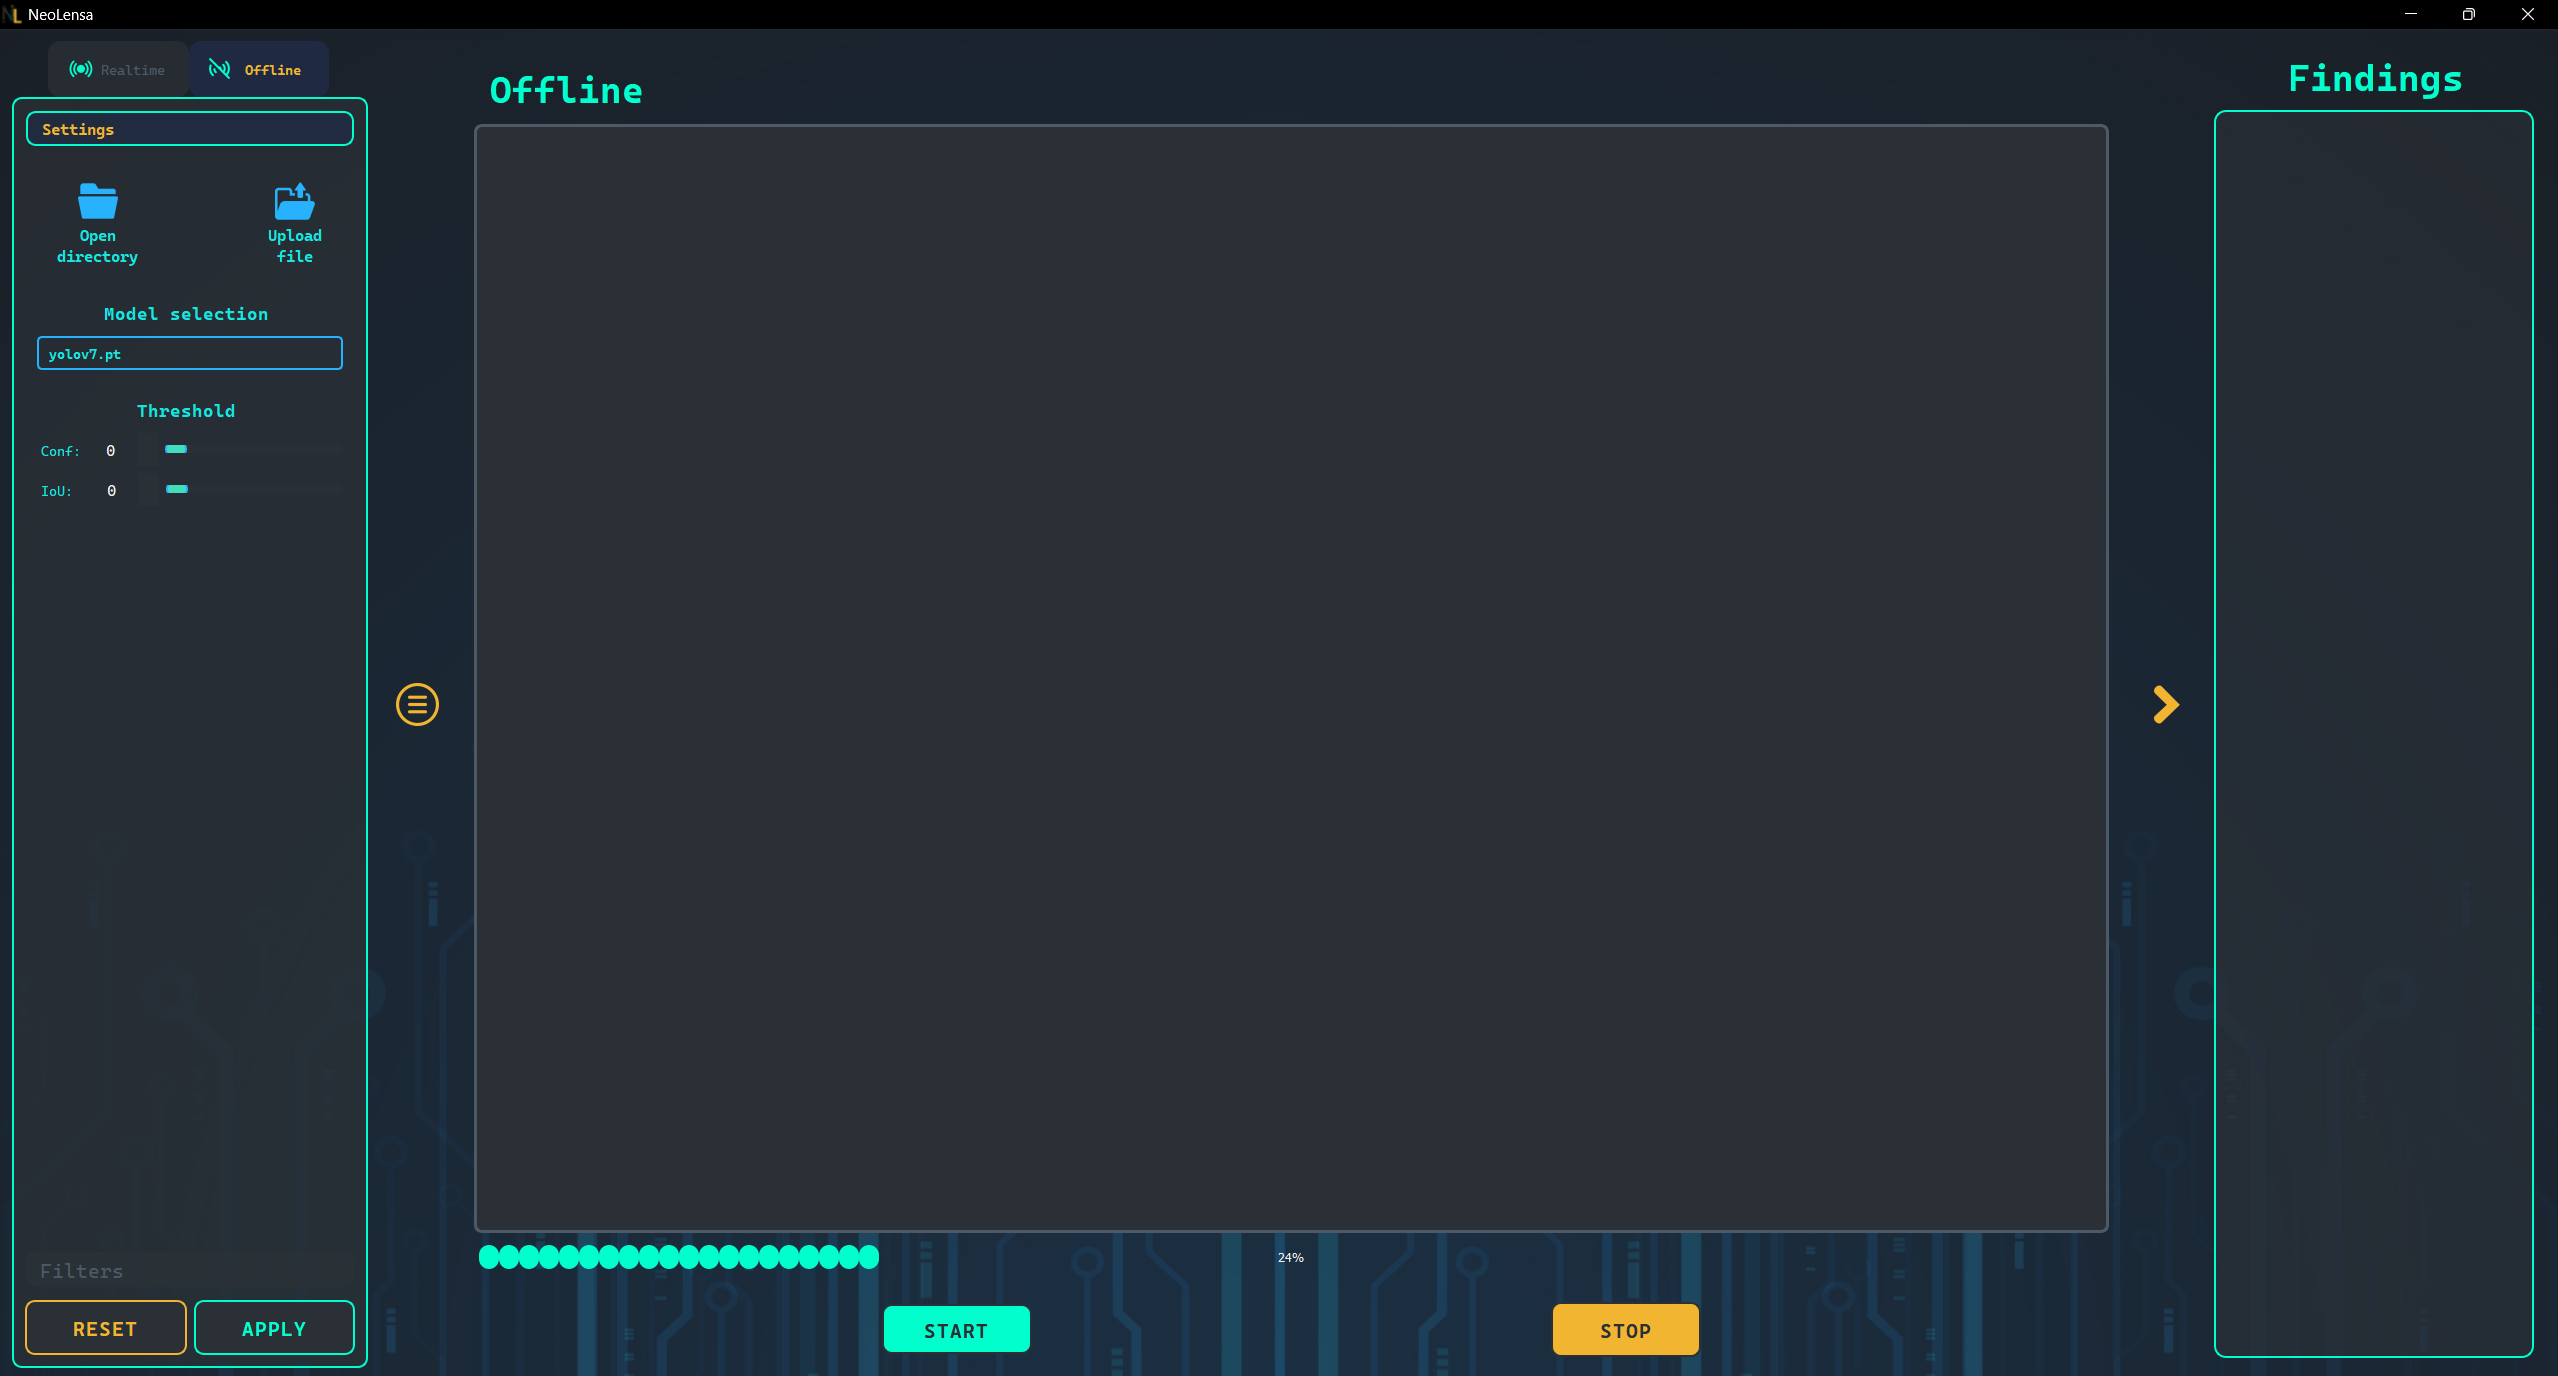 NeoLensa
Realtime
Offline
Settings
Open
directory
Upload
file
Model selection
yolov7.pt
Threshold
Conf: 0
IoU: 0
Filters
RESET
APPLY
Offline
24%
START
STOP
Findings